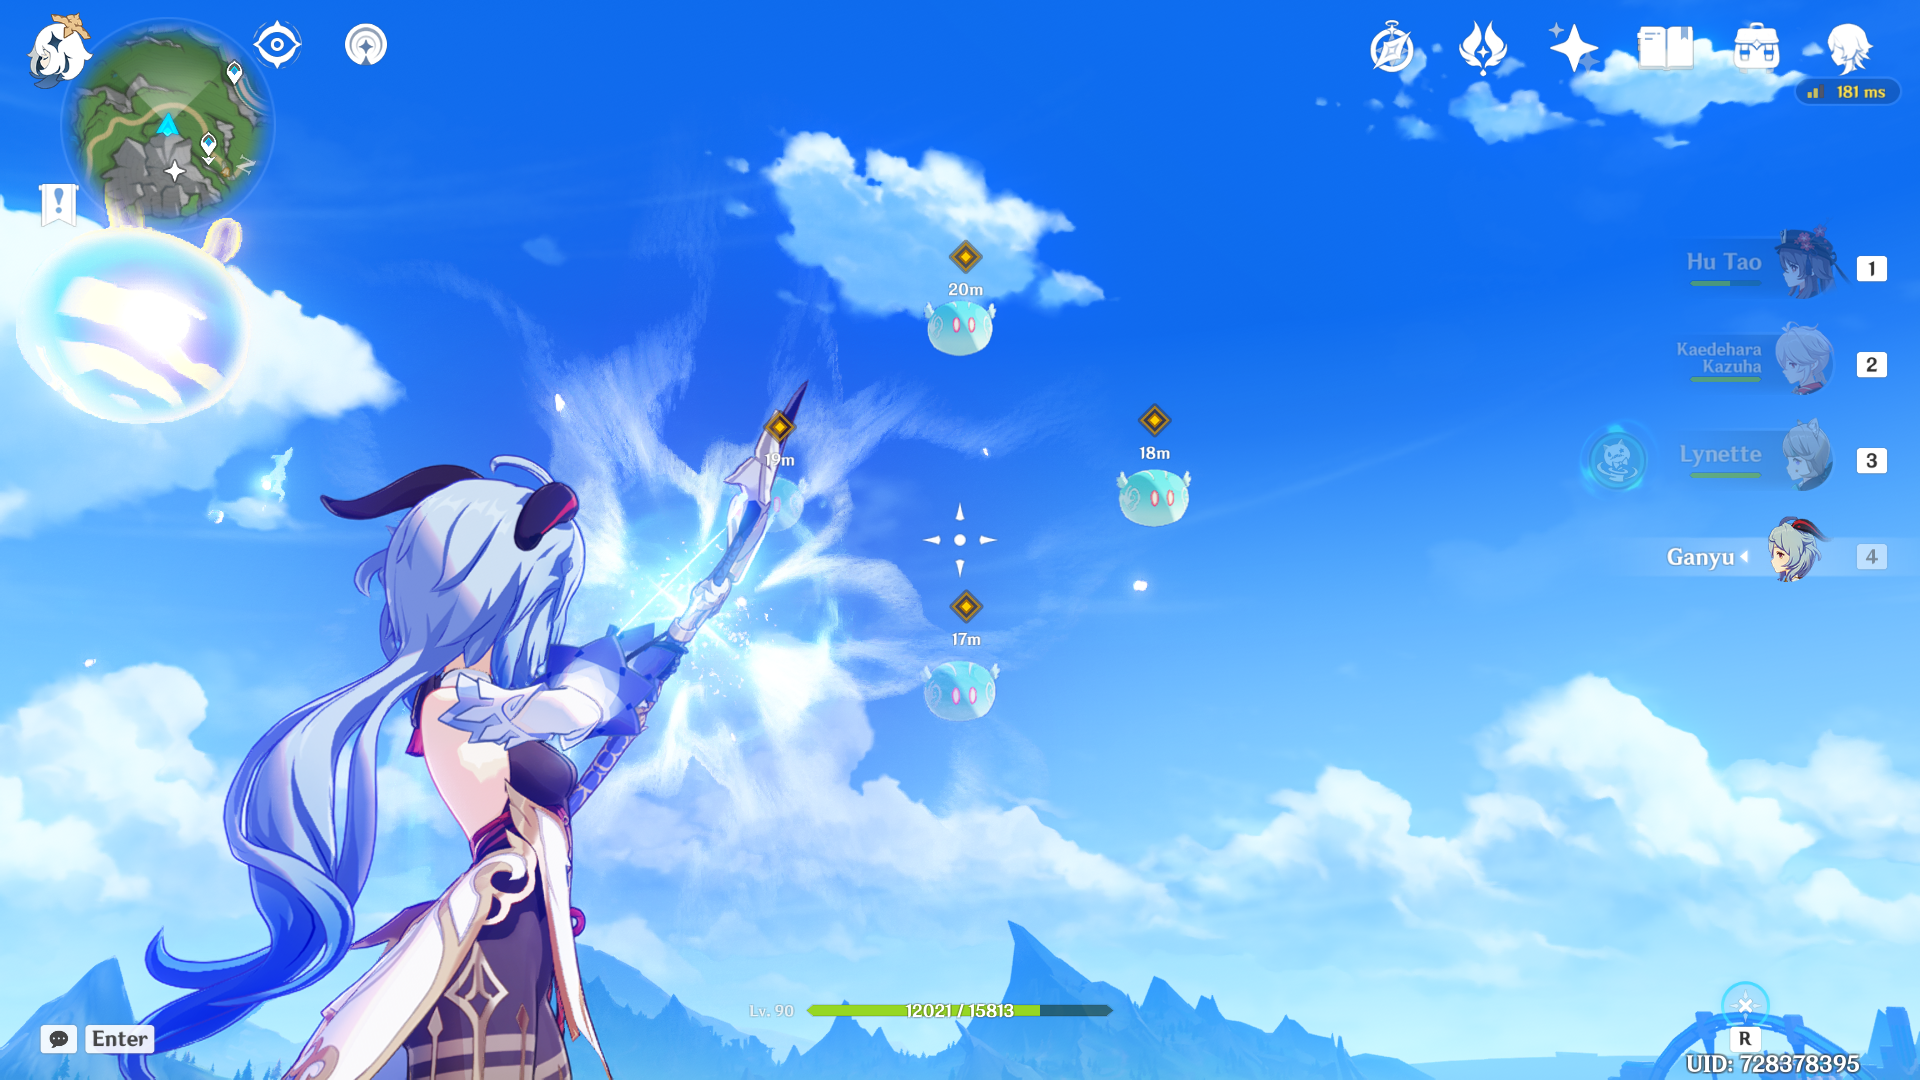 N
181 ms
20m
Hu Tao
1
Kaedehara
Kazuha
2
19m
18m
Lynette
3
Ganyu
4
17m
Lv. 90
12021 / 15813
Enter
R
UID: 728378395